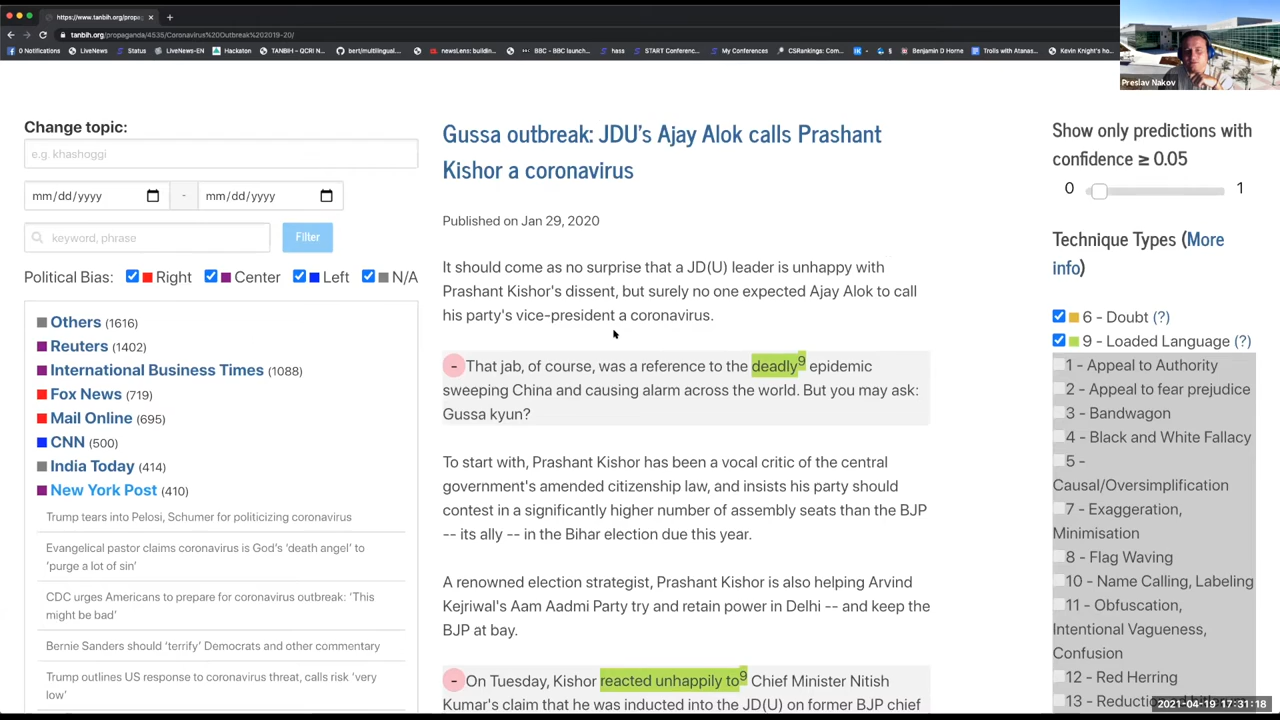 https://www.tanbih.org/propa
tanbih.org/propaganda/4535/Coronavirus%20Outbreak%202019-20/
0 Notifications
LiveNews
Status
LiveNews-EN
Hackaton
TANBIH - QCRI N...
bert/multilingual...
newsLens: buildin...
BBC - BBC launch...
hass
START Conferenc...
My Conferences
CSRankings: Com...
Benjamin D Horne
Trolls with Atanas...
Kevin Knight's ho...
Preslav Nakov
Change topic:
e.g. khashoggi
mm/dd/yyyy - mm/dd/yyyy
keyword, phrase Filter
Political Bias: Right Center Left N/A
Others (1616)
Reuters (1402)
International Business Times (1088)
Fox News (719)
Mail Online (695)
CNN (500)
India Today (414)
New York Post (410)
Trump tears into Pelosi, Schumer for politicizing coronavirus
Evangelical pastor claims coronavirus is God's 'death angel' to
'purge a lot of sin'
CDC urges Americans to prepare for coronavirus outbreak: 'This
might be bad'
Bernie Sanders should 'terrify' Democrats and other commentary
Trump outlines US response to coronavirus threat, calls risk 'very
low'
Gussa outbreak: JDU's Ajay Alok calls Prashant
Kishor a coronavirus
Published on Jan 29, 2020
It should come as no surprise that a JD(U) leader is unhappy with
Prashant Kishor's dissent, but surely no one expected Ajay Alok to call
his party's vice-president a coronavirus.
- That jab, of course, was a reference to the deadly9 epidemic
sweeping China and causing alarm across the world. But you may ask:
Gussa kyun?
To start with, Prashant Kishor has been a vocal critic of the central
government's amended citizenship law, and insists his party should
contest in a significantly higher number of assembly seats than the BJP
-- its ally -- in the Bihar election due this year.
A renowned election strategist, Prashant Kishor is also helping Arvind
Kejriwal's Aam Aadmi Party try and retain power in Delhi -- and keep the
BJP at bay.
- On Tuesday, Kishor reacted unhappily to9 Chief Minister Nitish
Kumar's claim that he was inducted into the JD(U) on former BJP chief
Show only predictions with
confidence ≥ 0.05
0 1
Technique Types (More
info)
6 - Doubt (?)
9 - Loaded Language (?)
1 - Appeal to Authority
2 - Appeal to fear prejudice
3 - Bandwagon
4 - Black and White Fallacy
5 -
Causal/Oversimplification
7 - Exaggeration,
Minimisation
8 - Flag Waving
10 - Name Calling, Labeling
11 - Obfuscation,
Intentional Vagueness,
Confusion
12 - Red Herring
13 -
2021-04-19 17:31:18